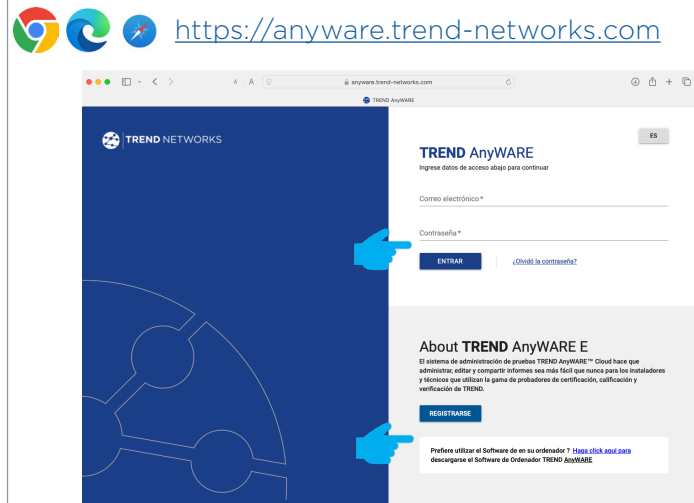 https://anyware.trend-networks.com
A A
anyware.trend-networks.com
TREND AnyWARE
TREND NETWORKS
ES
TREND AnyWARE
Ingrese datos de acceso abajo para continuar
Correo electrónico*
Contraseña*
ENTRAR
¿Olvidó la contraseña?
About TREND AnyWARE E
El sistema de administración de pruebas TREND AnyWARE™ Cloud hace que
administrar, editar y compartir informes sea más fácil que nunca para los instaladores
y técnicos que utilizan la gama de probadores de certificación, calificación y
verificación de TREND.
REGISTRARSE
Prefiere utilizar el Software de en su ordenador ? Haga click aqui para
descargarse el Software de Ordenador TREND AnyWARE